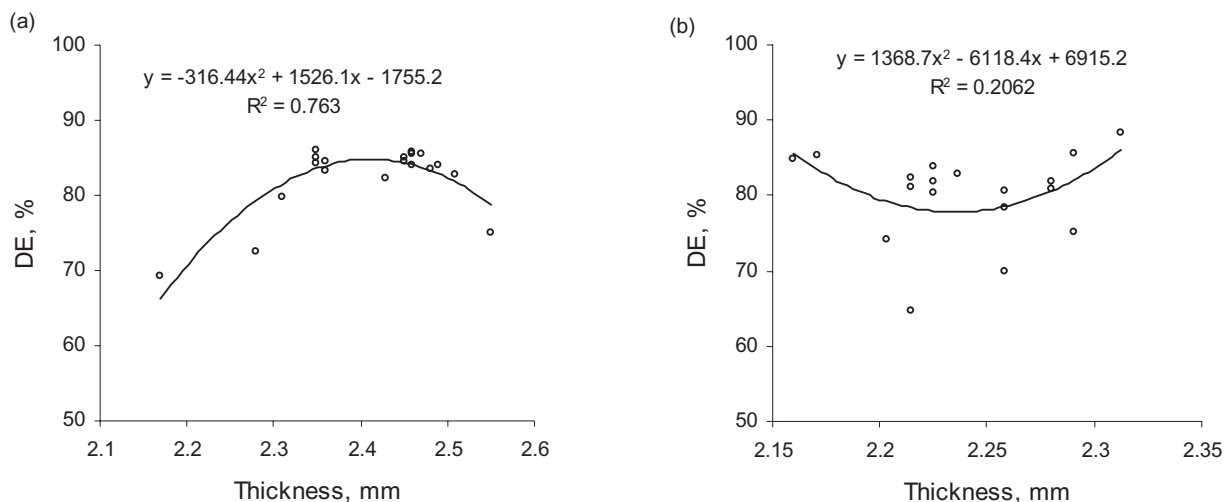 (a)
100
90
80
70
60
50
DE, %
y = -316.44x² + 1526.1x - 1755.2
R² = 0.763
2.1 2.2 2.3 2.4 2.5 2.6
Thickness, mm
(b)
100
90
80
70
60
50
DE, %
y = 1368.7x² - 6118.4x + 6915.2
R² = 0.2062
2.15 2.2 2.25 2.3 2.35
Thickness, mm